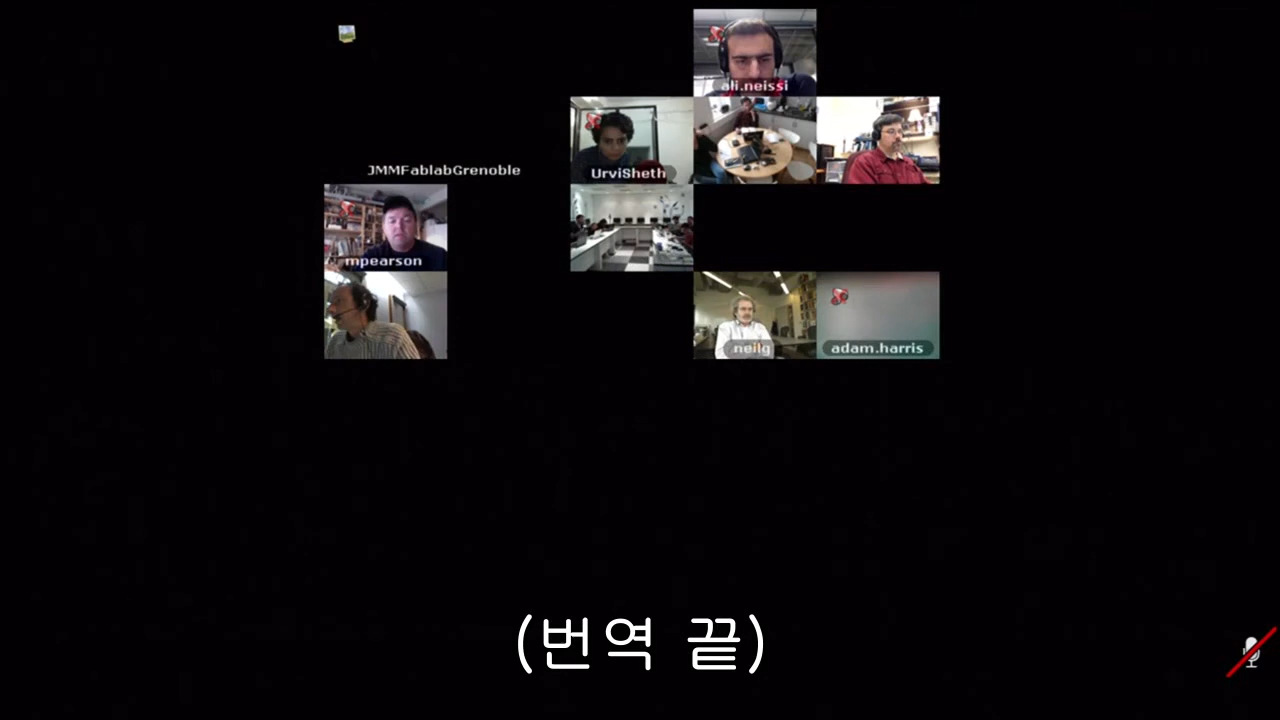 ali.neissi
JMMFablabGrenoble
UrviSheth
mpearson
neilg
adam.harris
(번역 끝)